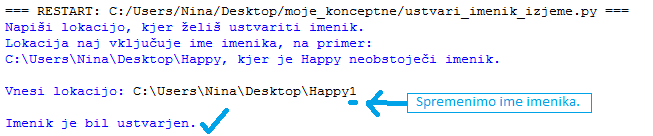 === RESTART: C:/Users/Nina/Desktop/moje_konceptne/ustvari_imenik_izjeme.py ===
Napiši lokacijo, kjer želiš ustvariti imenik.
Lokacija naj vključuje ime imenika, na primer:
C:\Users\Nina\Desktop\Happy, kjer je Happy neobstoječi imenik.
Vnesi lokacijo: C:\Users\Nina\Desktop\Happy1
Spremenimo ime imenika.
Imenik je bil ustvarjen.